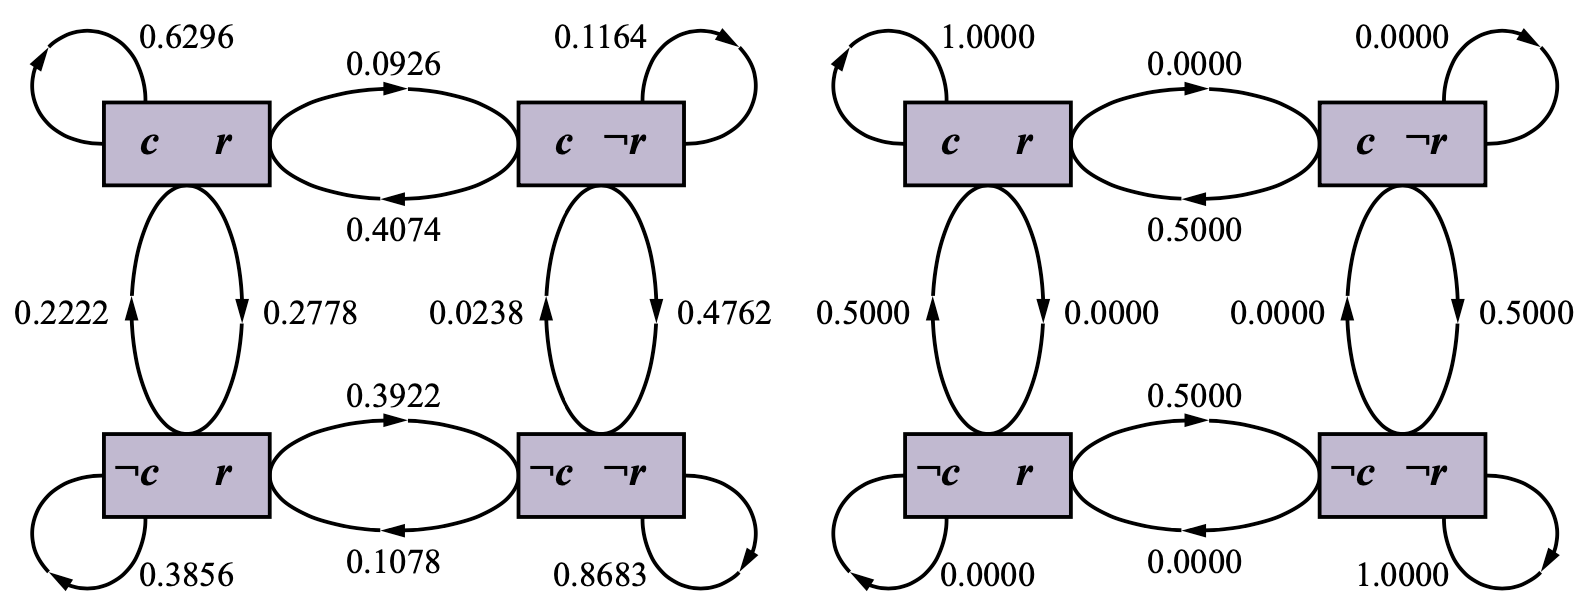 0.6296 0.1164 1.0000 0.0000
0.0926 0.0000
c r c ¬r c r c ¬r
0.4074 0.5000
0.2222 0.2778 0.0238 0.4762 0.5000 0.0000 0.0000 0.5000
0.3922 0.5000
¬c r ¬c ¬r ¬c r ¬c ¬r
0.1078 0.0000
0.3856 0.8683 0.0000 1.0000